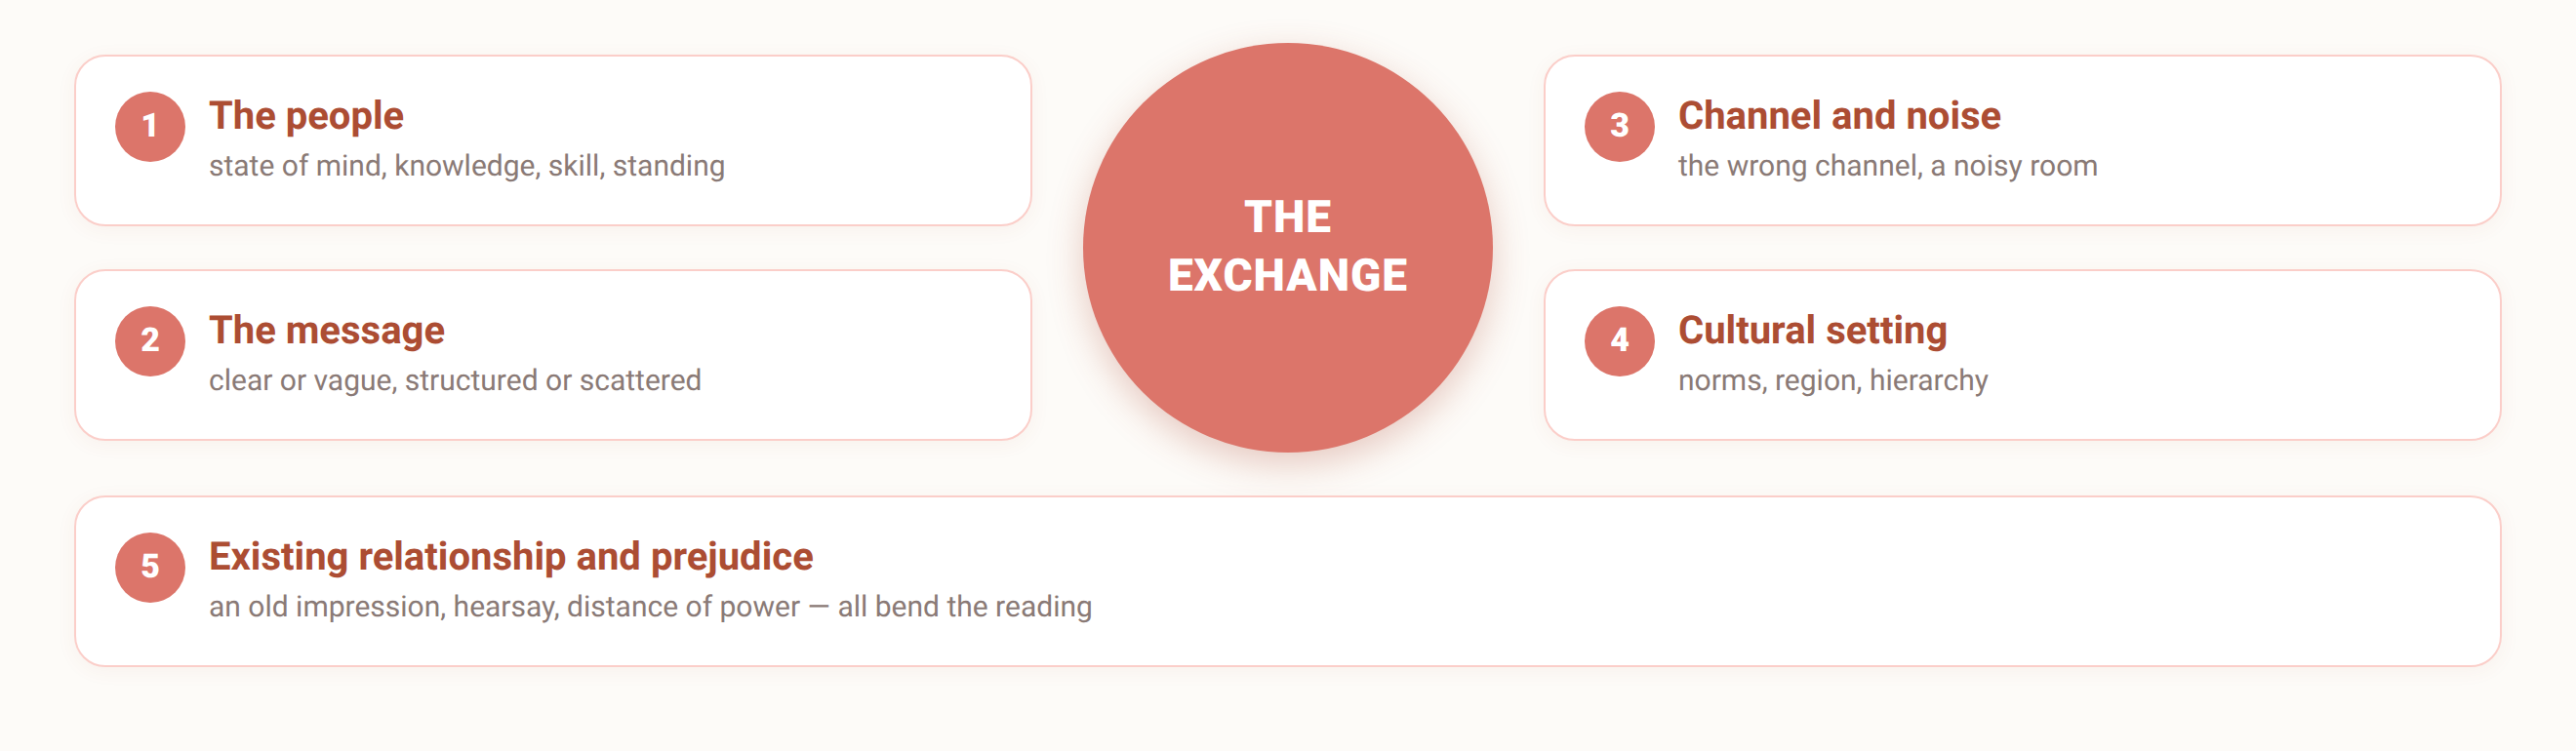 1
The people
state of mind, knowledge, skill, standing
2
The message
clear or vague, structured or scattered
THE
EXCHANGE
3
Channel and noise
the wrong channel, a noisy room
4
Cultural setting
norms, region, hierarchy
5
Existing relationship and prejudice
an old impression, hearsay, distance of power — all bend the reading